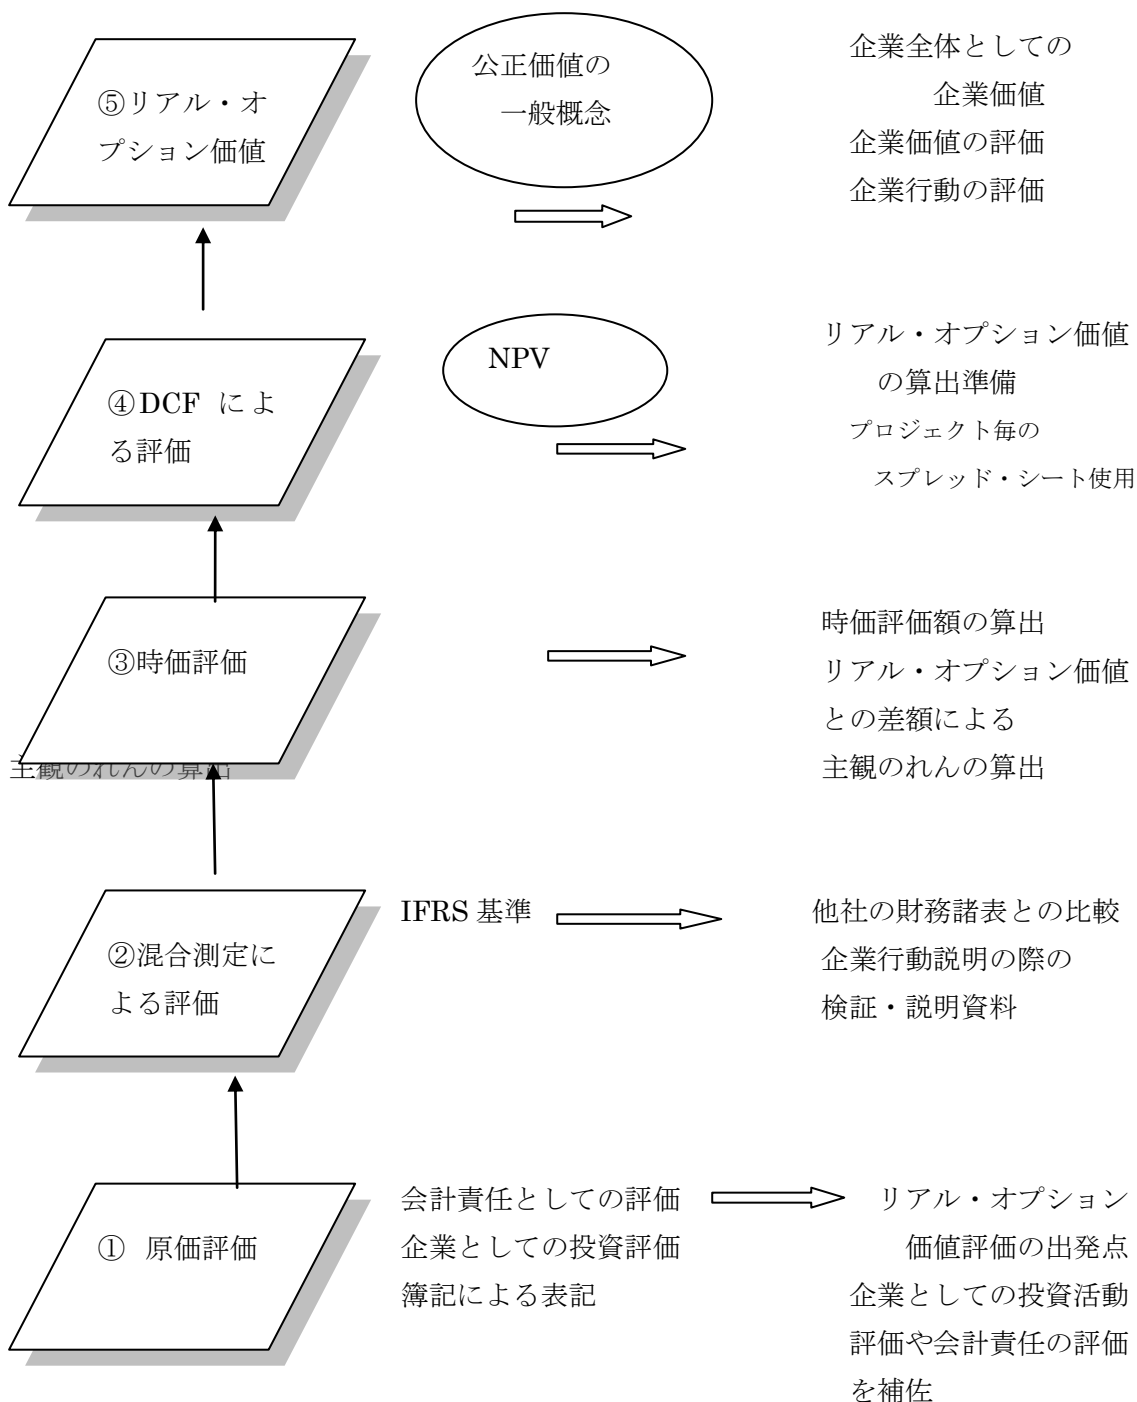 ⑤リアル・オ
プション価値
公正価値の
一般概念
企業全体としての
企業価値
企業価値の評価
企業行動の評価
④DCF によ
る評価
NPV
リアル・オプション価値
の算出準備
プロジェクト毎の
スプレッド・シート使用
③時価評価
時価評価額の算出
リアル・オプション価値
との差額による
主観のれんの算出
主観のれんの算出
②混合測定に
よる評価
IFRS 基準
他社の財務諸表との比較
企業行動説明の際の
検証・説明資料
① 原価評価
会計責任としての評価
企業としての投資評価
簿記による表記
リアル・オプション
価値評価の出発点
企業としての投資活動
評価や会計責任の評価
を補佐